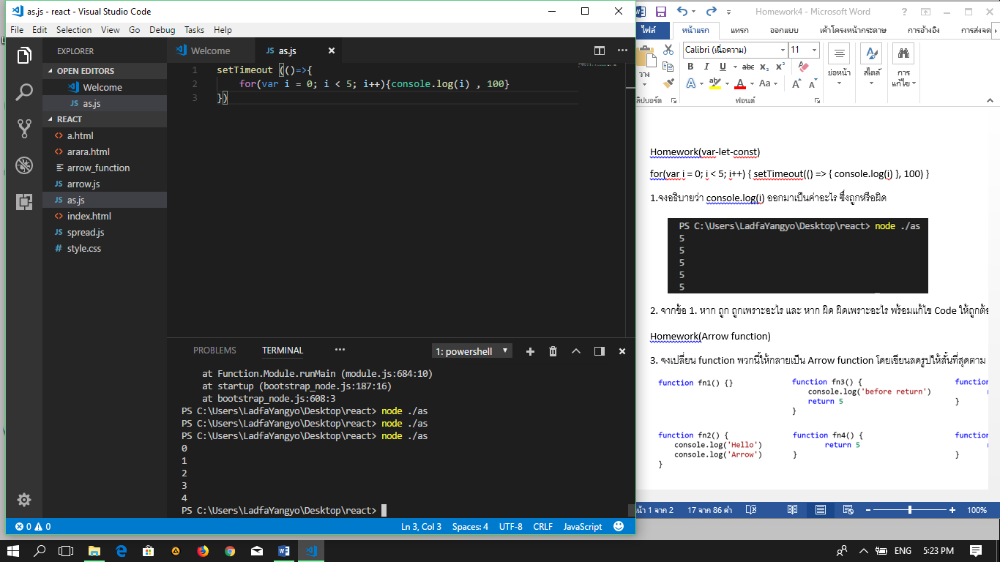 as.js - react - Visual Studio Code
File Edit Selection View Go Debug Tasks Help
EXPLORER
OPEN EDITORS
Welcome
as.js
REACT
a.html
arara.html
arrow_function
arrow.js
as.js
index.html
spread.js
style.css
Welcome
as.js
1 setTimeout (()=>{
2 for(var i = 0; i < 5; i++){console.log(i) , 100}
3 })
PROBLEMS TERMINAL ··· 1: powershell
at Function.Module.runMain (module.js:684:10)
at startup (bootstrap_node.js:187:16)
at bootstrap_node.js:608:3
PS C:\Users\LadfaYangyo\Desktop\react> node ./as
PS C:\Users\LadfaYangyo\Desktop\react> node ./as
PS C:\Users\LadfaYangyo\Desktop\react> node ./as
0
1
2
3
4
PS C:\Users\LadfaYangyo\Desktop\react>
0 0 Ln 3, Col 3 Spaces: 4 UTF-8 CRLF JavaScript
Homework4 - Microsoft Word
ไฟล์ หน้าแรก แทรก ออกแบบ เค้าโครงหน้ากระดาษ การอ้างอิง การส่งจด
Calibri (เนื้อความ) 11
วาง
B I U abc x₂ x²
A ab A Aa A A
ย่อหน้า
สไตล์
การ
แก้ไข
ลิปบอร์ด ฟอนต์
Homework(var-let-const)
for(var i = 0; i < 5; i++) { setTimeout(() => { console.log(i) }, 100) }
1.จงอธิบายว่า console.log(i) ออกมาเป็นค่าอะไร ซึ่งถูกหรือผิด
PS C:\Users\LadfaYangyo\Desktop\react> node ./as
5
5
5
5
5
2. จากข้อ 1. หาก ถูก ถูกเพราะอะไร และ หาก ผิด ผิดเพราะอะไร พร้อมแก้ไข Code ให้ถูกต้อ
Homework(Arrow function)
3. จงเปลี่ยน function พวกนี้ให้กลายเป็น Arrow function โดยเขียนลดรูปให้สั้นที่สุดตาม
function fn1() {}
function fn3() {
console.log('before return')
return 5
}
function
}
function fn2() {
console.log('Hello')
console.log('Arrow')
}
function fn4() {
return 5
}
function
}
น้า 1 จาก 2 17 จาก 86 คำ 100%
ENG 5:23 PM